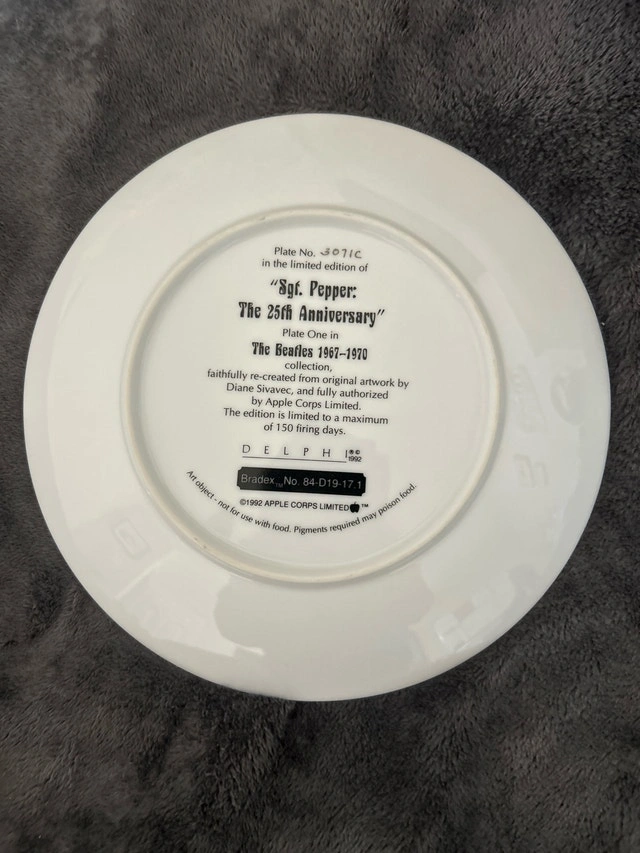 Plate No. 3071C
in the limited edition of
"Sgt. Pepper:
The 25th Anniversary"
Plate One in
The Beatles 1967–1970
collection,
faithfully re-created from original artwork by
Diane Sivavec, and fully authorized
by Apple Corps Limited.
The edition is limited to a maximum
of 150 firing days.
DELPHI ®©
1992
Bradex™ No. 84-D19-17.1
©1992 APPLE CORPS LIMITED ™
Art object - not for use with food. Pigments required may poison food.